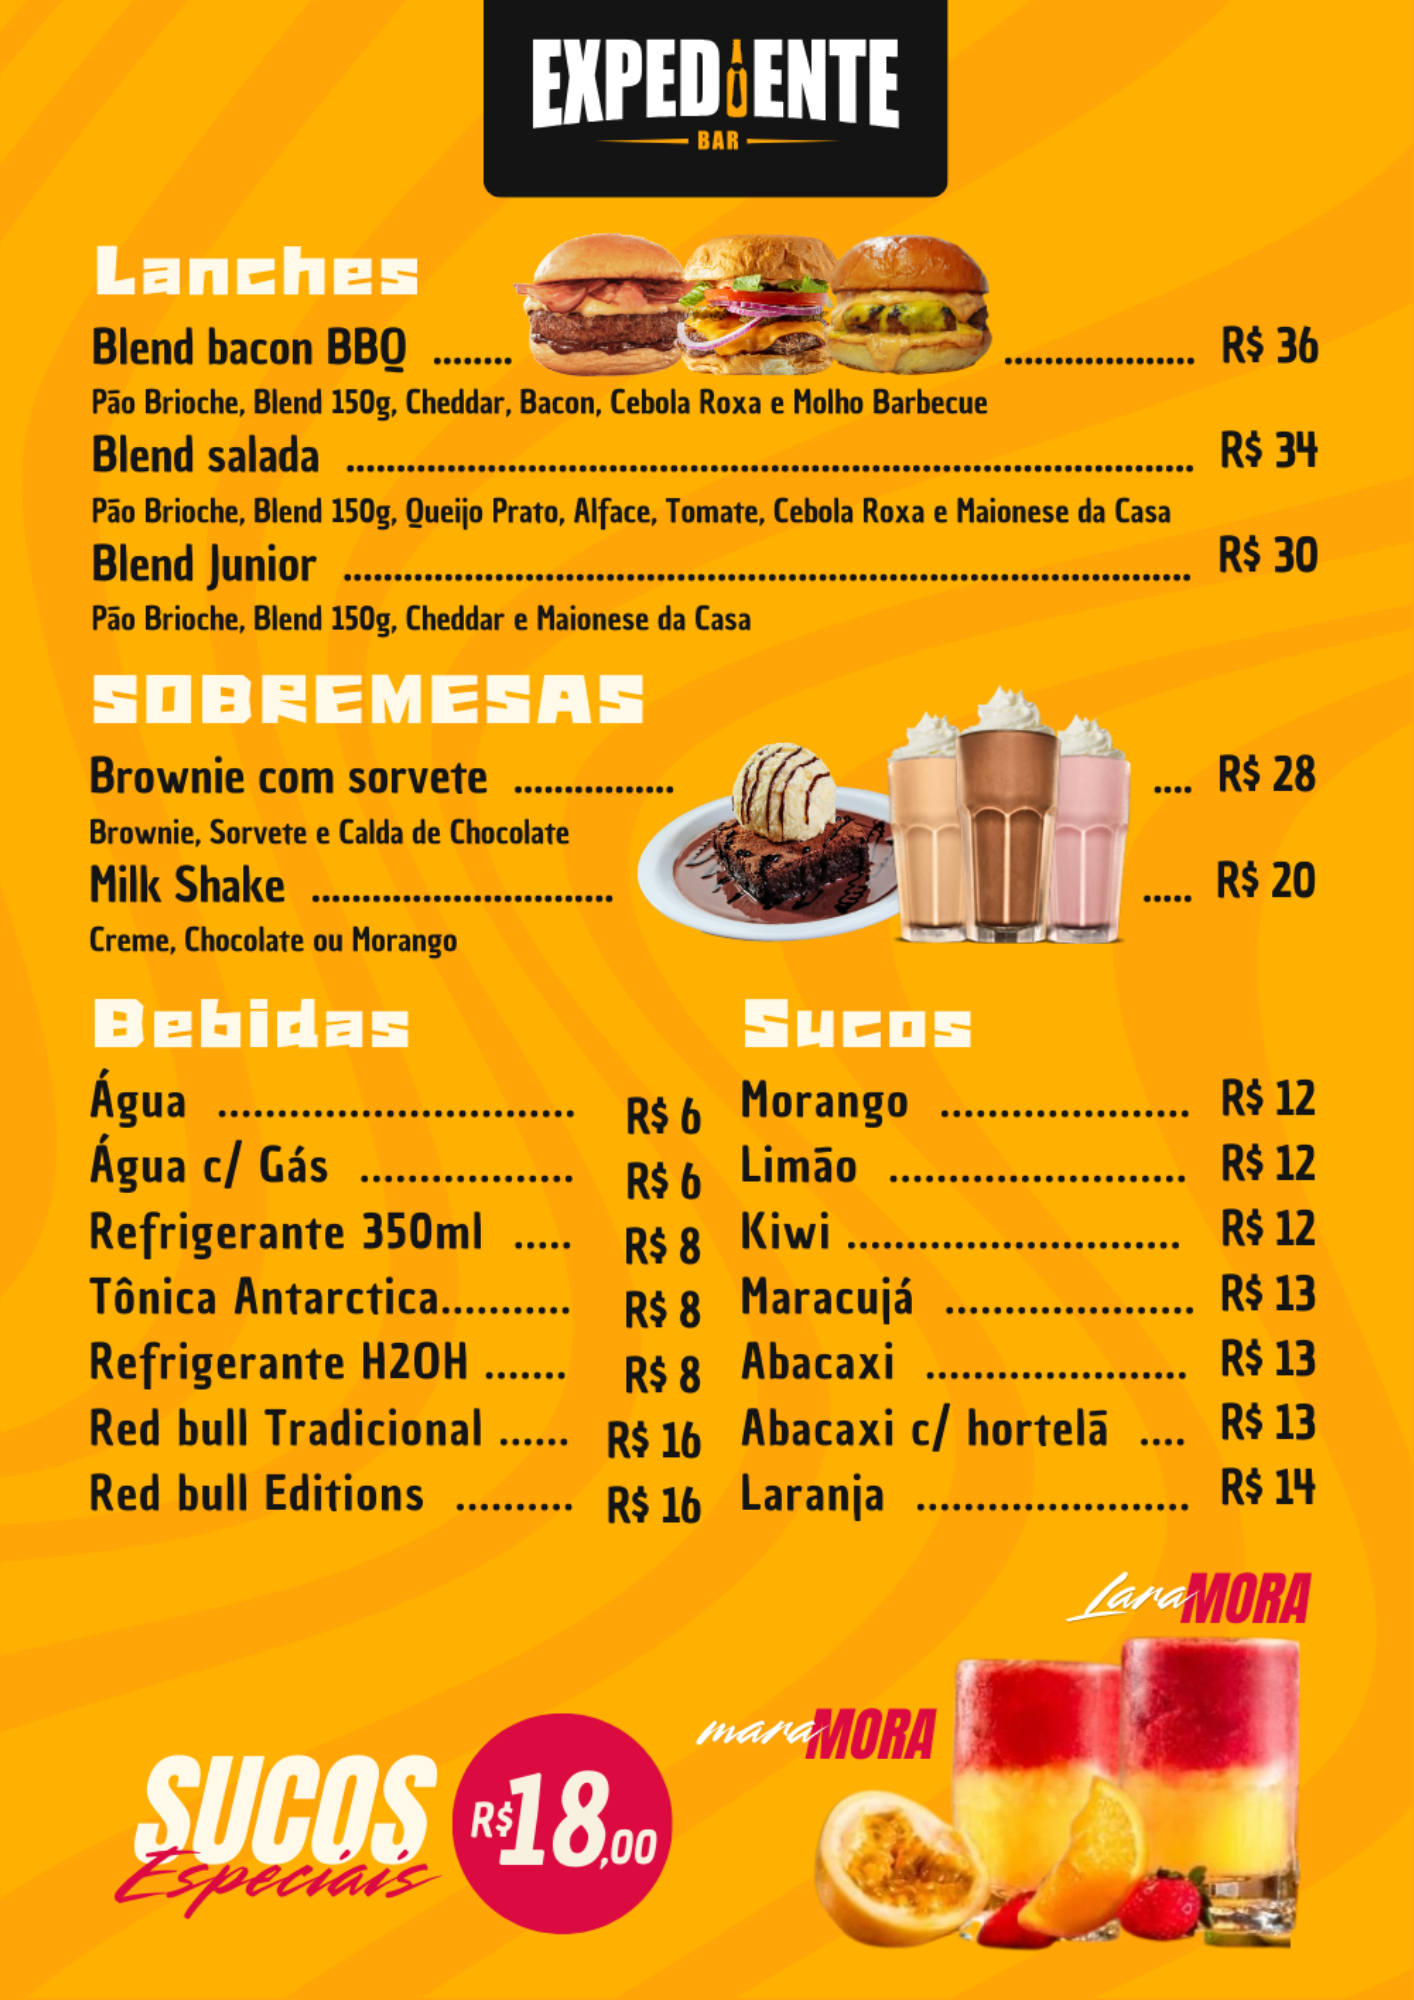 EXPEDIENTE
BAR
Lanches
Blend bacon BBQ ........ ................... R$ 36
Pão Brioche, Blend 150g, Cheddar, Bacon, Cebola Roxa e Molho Barbecue
Blend salada .................................................................................... R$ 34
Pão Brioche, Blend 150g, Queijo Prato, Alface, Tomate, Cebola Roxa e Maionese da Casa
Blend Junior .................................................................................... R$ 30
Pão Brioche, Blend 150g, Cheddar e Maionese da Casa
SOBREMESAS
Brownie com sorvete ................ .... R$ 28
Brownie, Sorvete e Calda de Chocolate
Milk Shake .............................. ..... R$ 20
Creme, Chocolate ou Morango
Bebidas
Água .............................. R$ 6
Água c/ Gás .................. R$ 6
Refrigerante 350ml ..... R$ 8
Tônica Antarctica........... R$ 8
Refrigerante H2OH ....... R$ 8
Red bull Tradicional ...... R$ 16
Red bull Editions .......... R$ 16
Sucos
Morango ..................... R$ 12
Limão ......................... R$ 12
Kiwi ............................ R$ 12
Maracujá ..................... R$ 13
Abacaxi ...................... R$ 13
Abacaxi c/ hortelã .... R$ 13
Laranja ....................... R$ 14
LaraMORA
maraMORA
SUCOS
Especiais
R$18,00